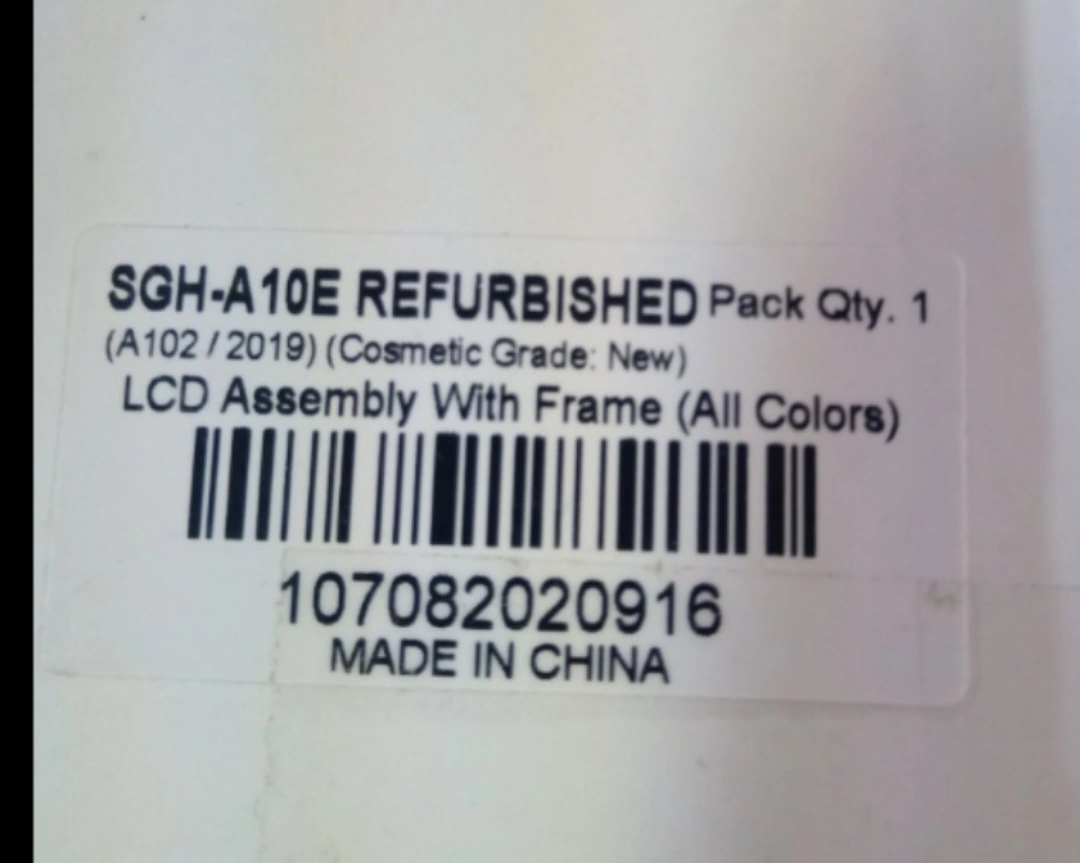 SGH-A10E REFURBISHED Pack Qty. 1
(A102 / 2019) (Cosmetic Grade: New)
LCD Assembly With Frame (All Colors)
107082020916
MADE IN CHINA